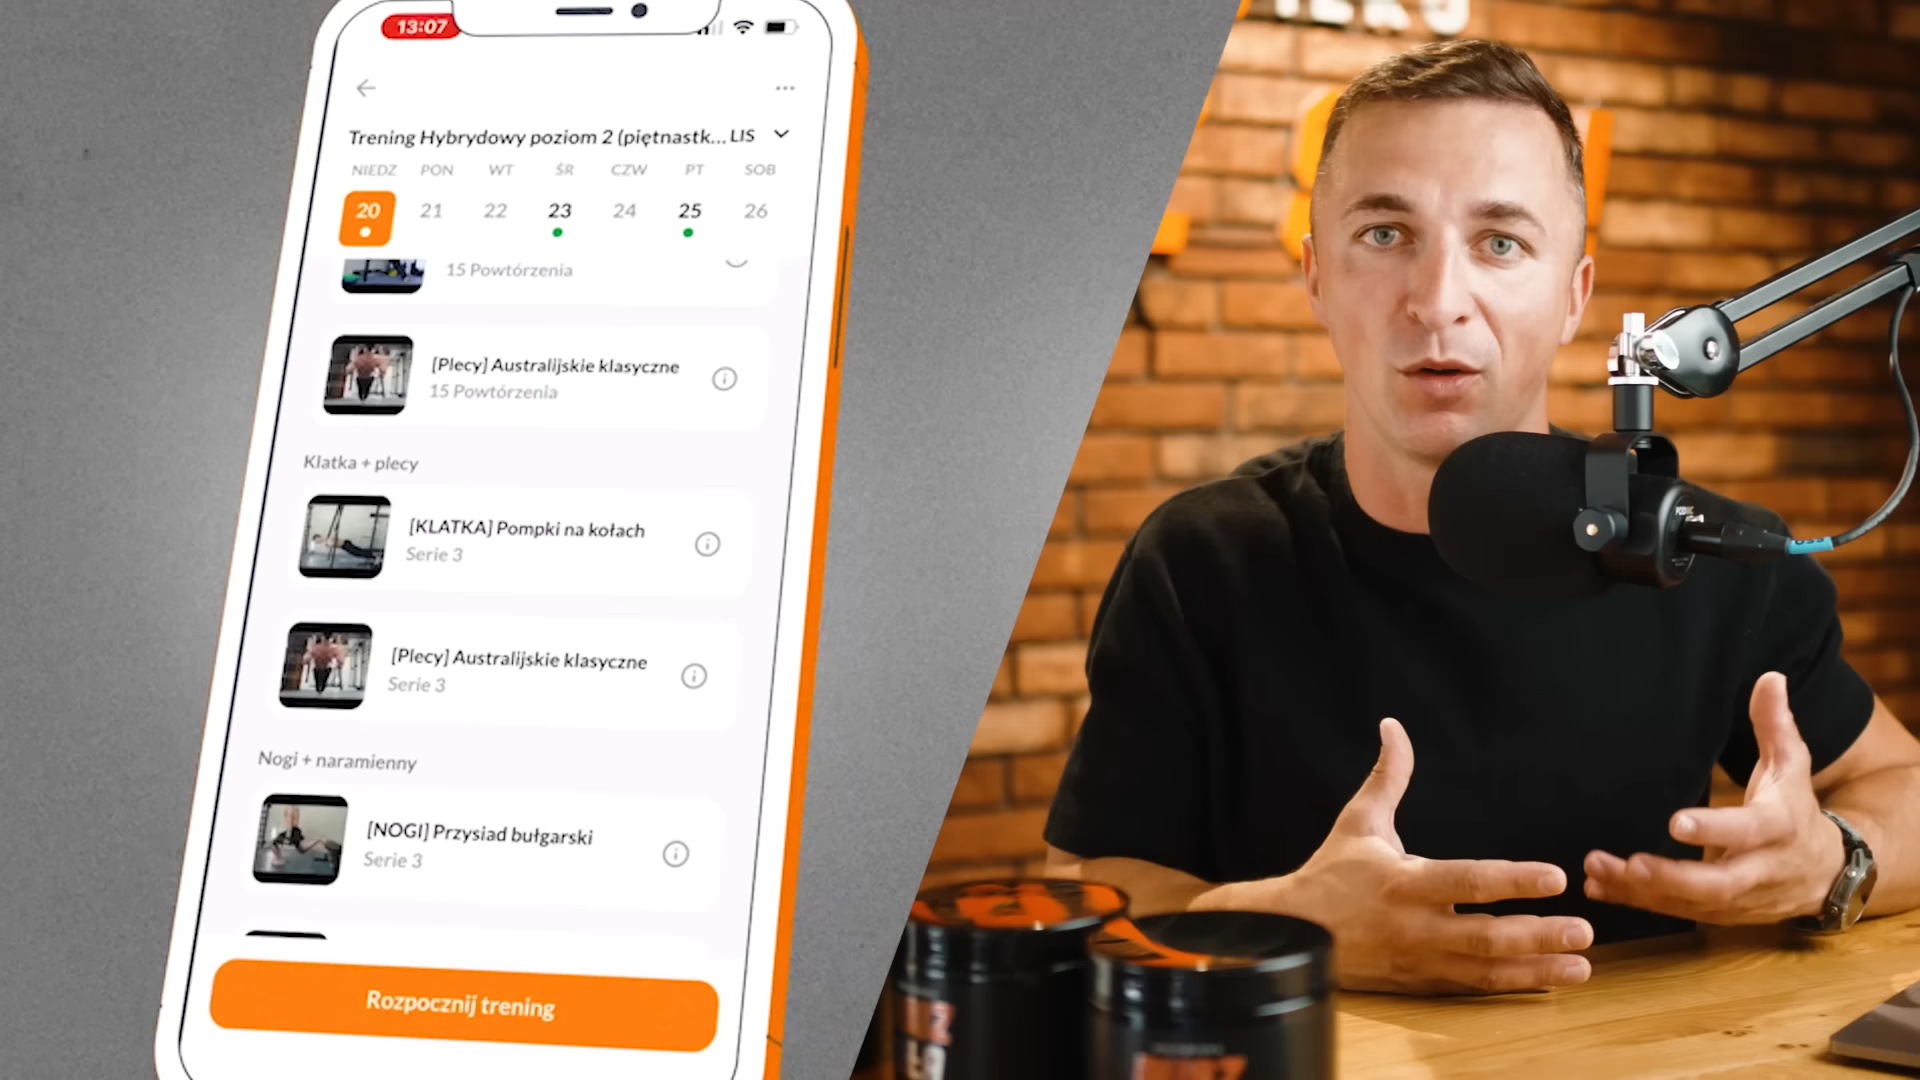 13:07
Trening Hybrydowy poziom 2 (piętnastk... LIS
NIEDZ PON WT ŚR CZW PT SOB
20 21 22 23 24 25 26
15 Powtórzenia
[Plecy] Australijskie klasyczne
15 Powtórzenia
Klatka + plecy
[KLATKA] Pompki na kołach
Serie 3
[Plecy] Australijskie klasyczne
Serie 3
Nogi + naramienny
[NOGI] Przysiad bułgarski
Serie 3
Rozpocznij trening